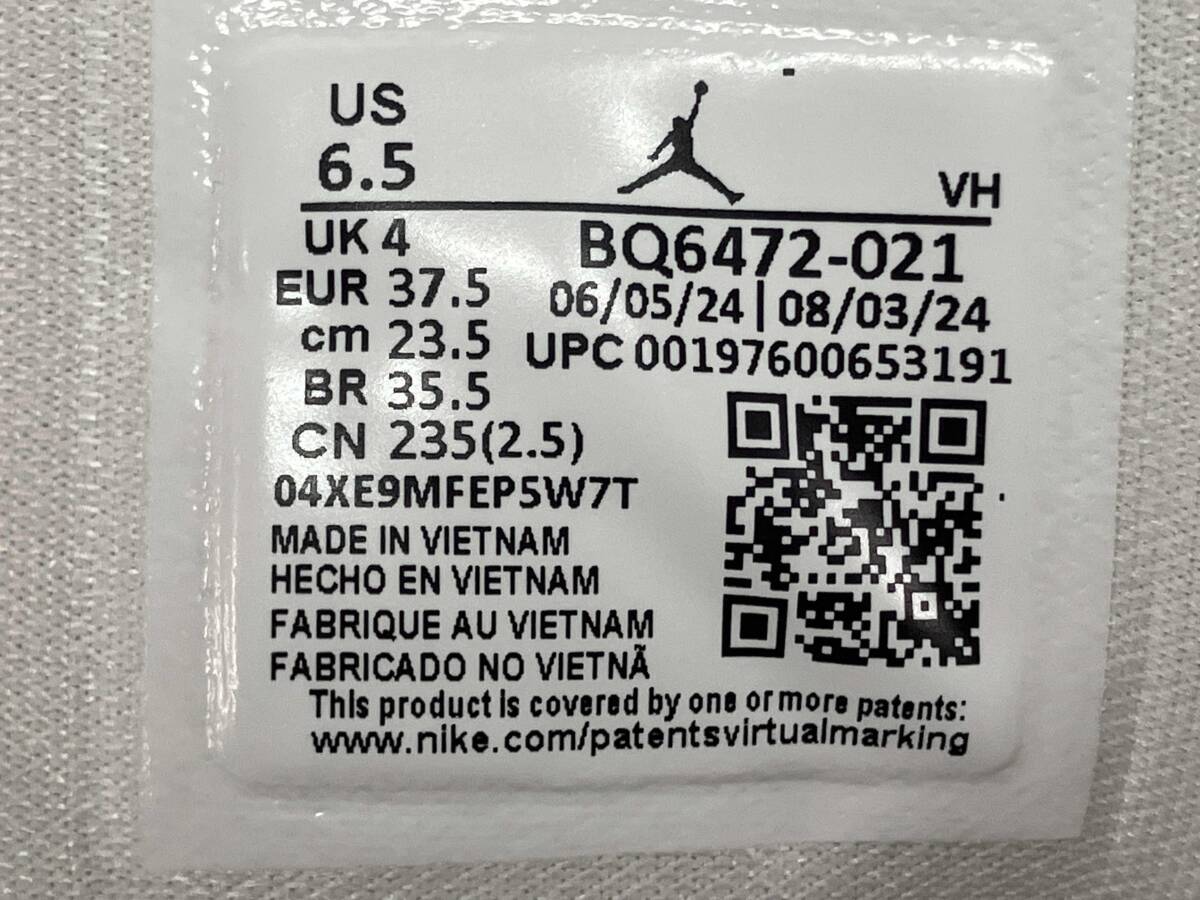 US
6.5
VH
UK 4
EUR 37.5
cm 23.5
BR 35.5
CN 235(2.5)
BQ6472-021
06/05/24 | 08/03/24
UPC 00197600653191
04XE9MFEP5W7T
MADE IN VIETNAM
HECHO EN VIETNAM
FABRIQUE AU VIETNAM
FABRICADO NO VIETNÃ
This product is covered by one or more patents:
www.nike.com/patentsvirtualmarking